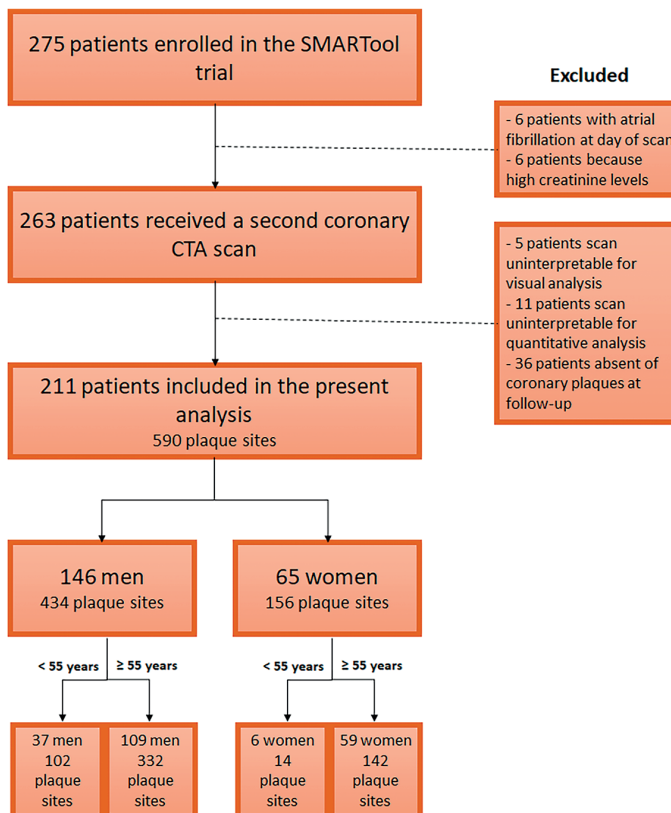 275 patients enrolled in the SMARTool
trial
Excluded
- 6 patients with atrial
fibrillation at day of scan
- 6 patients because
high creatinine levels
263 patients received a second coronary
CTA scan
- 5 patients scan
uninterpretable for
visual analysis
- 11 patients scan
uninterpretable for
quantitative analysis
- 36 patients absent of
coronary plaques at
follow-up
211 patients included in the present
analysis
590 plaque sites
146 men
434 plaque sites
65 women
156 plaque sites
< 55 years
≥ 55 years
< 55 years
≥ 55 years
37 men
102
plaque
sites
109 men
332
plaque
sites
6 women
14
plaque
sites
59 women
142
plaque
sites